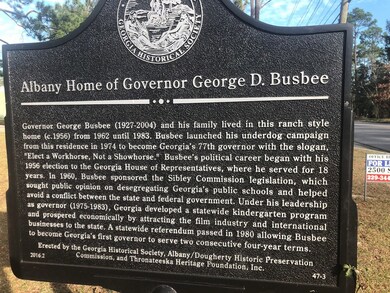 GEORGIA HISTORICAL SOCIETY
Albany Home of Governor George D. Busbee
Governor George Busbee (1927-2004) and his family lived in this ranch style
home (c.1956) from 1962 until 1983. Busbee launched his underdog campaign
from this residence in 1974 to become Georgia's 77th governor with the slogan,
"Elect a Workhorse, Not a Showhorse." Busbee's political career began with his
1956 election to the Georgia House of Representatives, where he served for 18
years. In 1960, Busbee sponsored the Sibley Commission legislation, which
sought public opinion on desegregating Georgia's public schools and helped
avoid a conflict between the state and federal government. Under his leadership
as governor (1975-1983), Georgia developed a statewide kindergarten program
and prospered economically by attracting the film industry and international
businesses to the state. A statewide referendum passed in 1980 allowing Busbee
to become Georgia's first governor to serve two consecutive four-year terms.
Erected by the Georgia Historical Society, Albany/Dougherty Historic Preservation
Commission, and Thronateeska Heritage Foundation, Inc.
2016.2
47-3
FOR L
2500